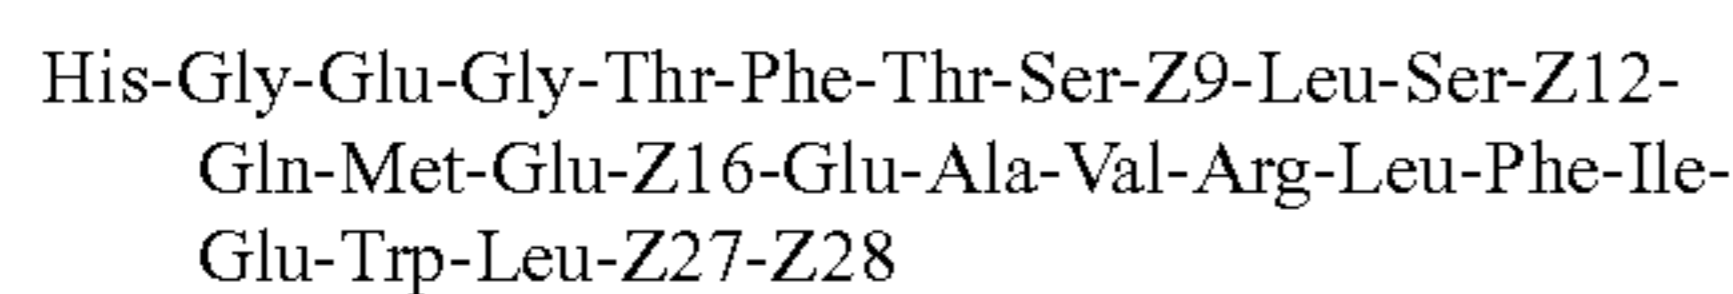 His-Gly-Glu-Gly-Thr-Phe-Thr-Ser-Z9-Leu-Ser-Z12-
Gln-Met-Glu-Z16-Glu-Ala-Val-Arg-Leu-Phe-Ile-
Glu-Trp-Leu-Z27-Z28